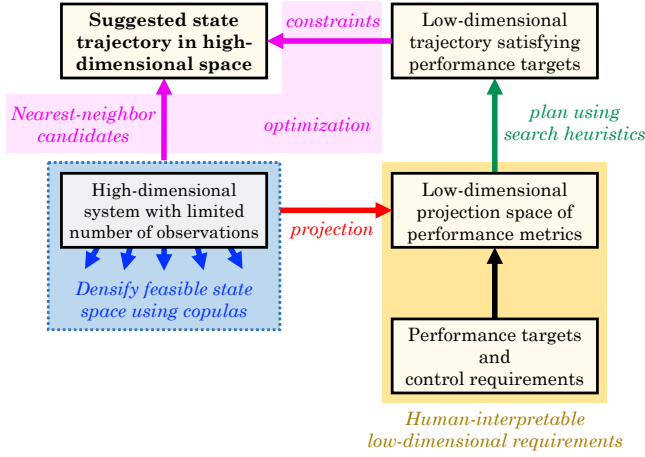 Suggested state
trajectory in high-
dimensional space
constraints
Low-dimensional
trajectory satisfying
performance targets
Nearest-neighbor
candidates
optimization
plan using
search heuristics
High-dimensional
system with limited
number of observations
projection
Low-dimensional
projection space of
performance metrics
Densify feasible state
space using copulas
Performance targets
and
control requirements
Human-interpretable
low-dimensional requirements